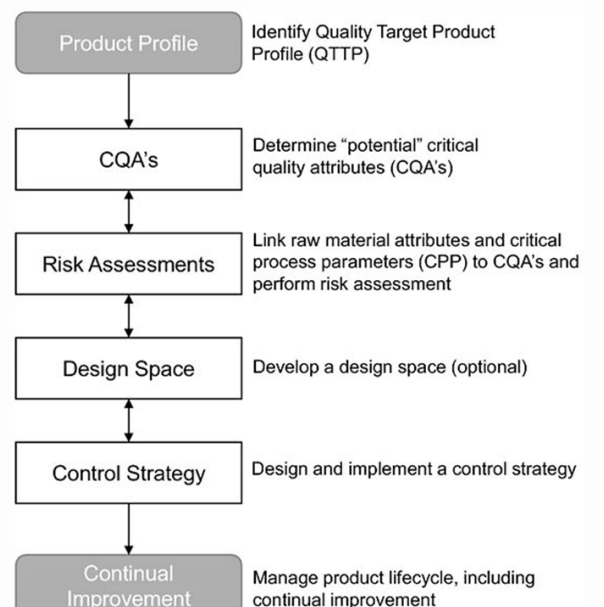 Product Profile
Identify Quality Target Product
Profile (QTTP)
CQA's
Determine “potential” critical
quality attributes (CQA's)
Risk Assessments
Link raw material attributes and critical
process parameters (CPP) to CQA's and
perform risk assessment
Design Space
Develop a design space (optional)
Control Strategy
Design and implement a control strategy
Continual
Improvement
Manage product lifecycle, including
continual improvement